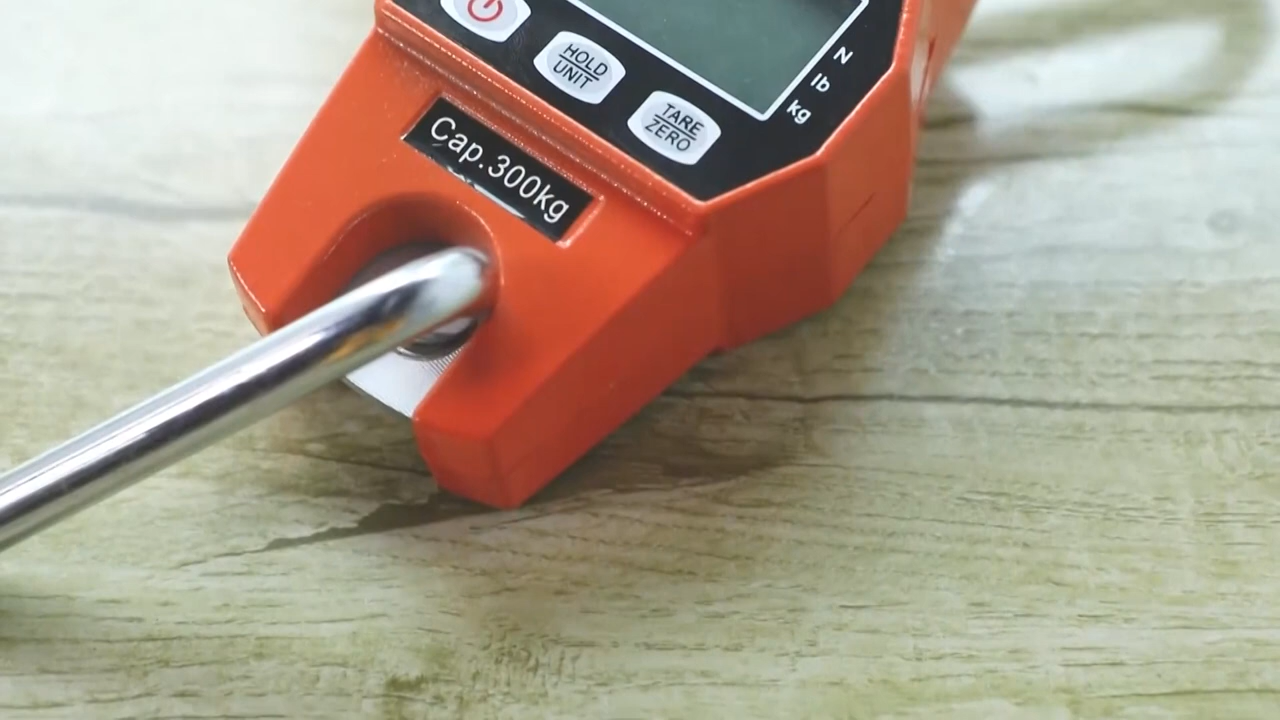 HOLD
UNIT
TARE
ZERO
N
lb
kg
Cap.300kg